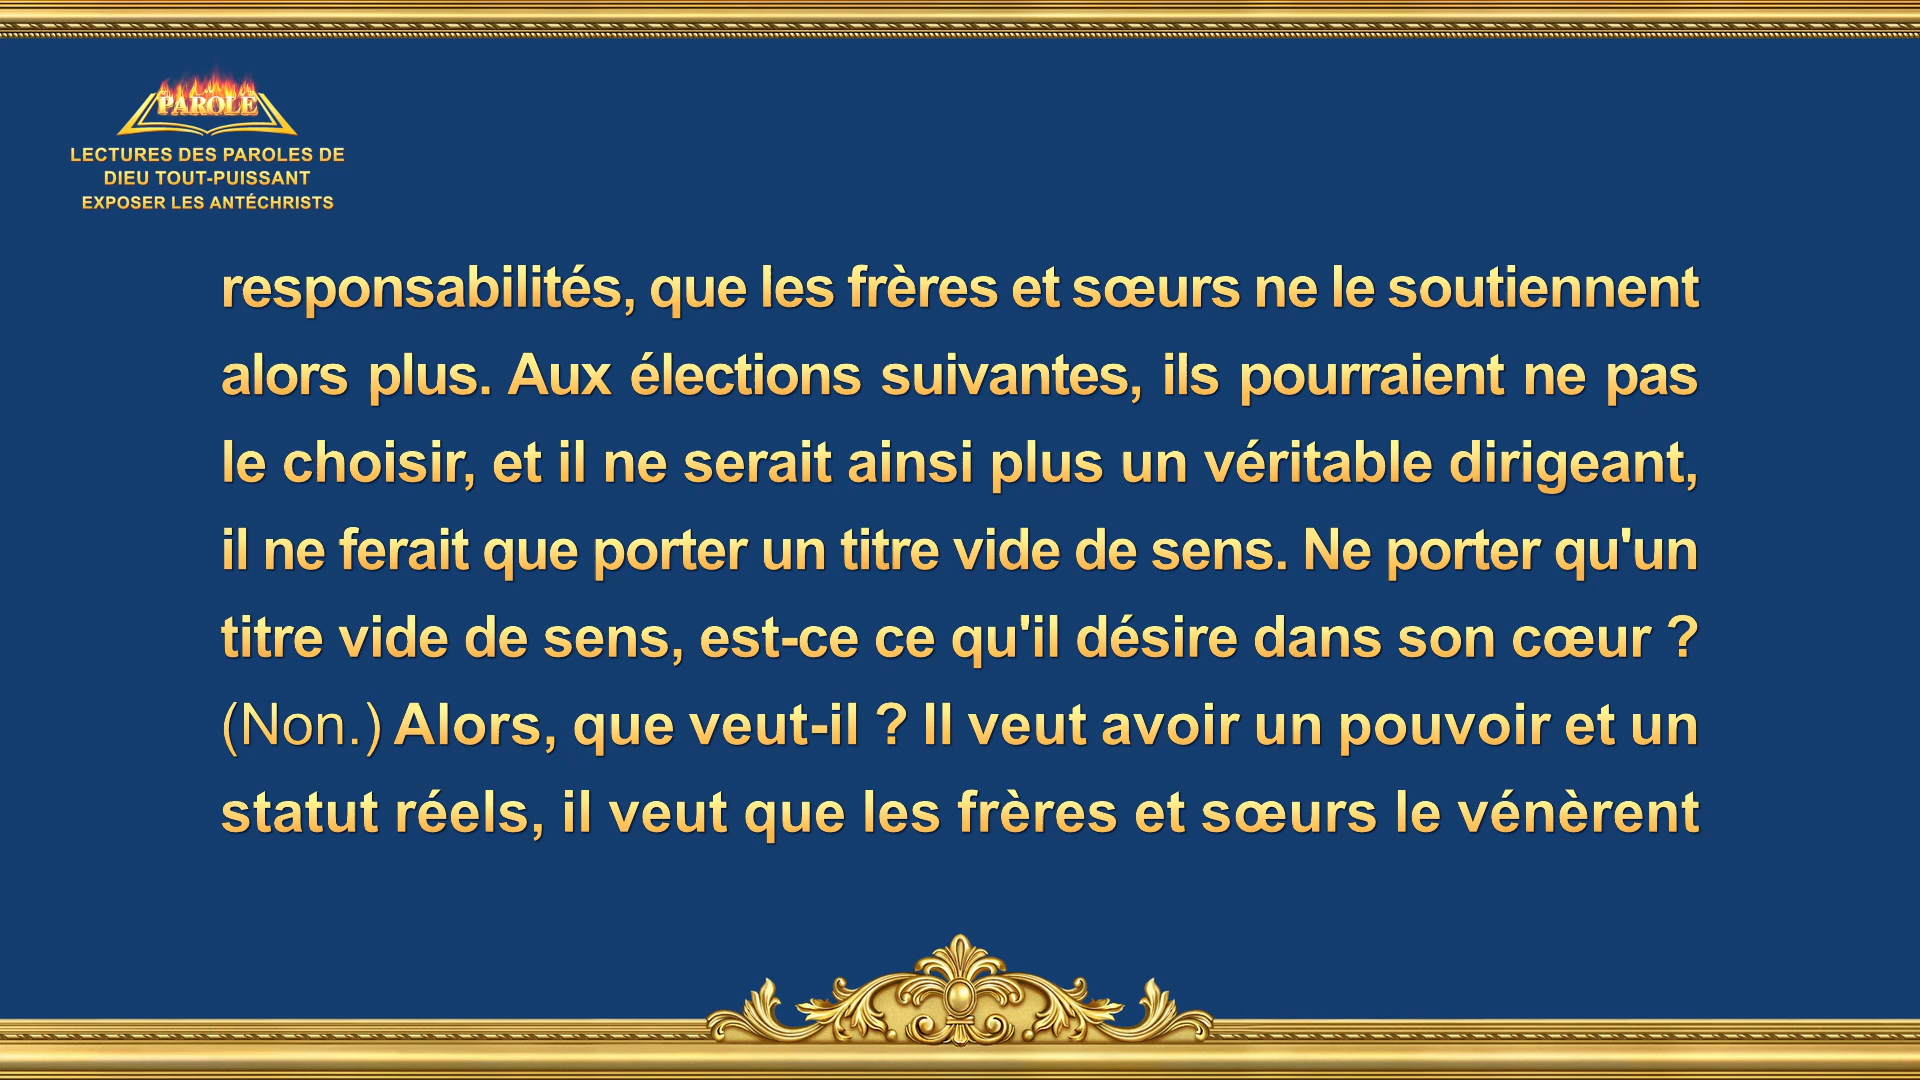 PAROLE
LECTURES DES PAROLES DE
DIEU TOUT-PUISSANT
EXPOSER LES ANTÉCHRISTS
responsabilités, que les frères et sœurs ne le soutiennent
alors plus. Aux élections suivantes, ils pourraient ne pas
le choisir, et il ne serait ainsi plus un véritable dirigeant,
il ne ferait que porter un titre vide de sens. Ne porter qu'un
titre vide de sens, est-ce ce qu'il désire dans son cœur ?
(Non.) Alors, que veut-il ? Il veut avoir un pouvoir et un
statut réels, il veut que les frères et sœurs le vénèrent